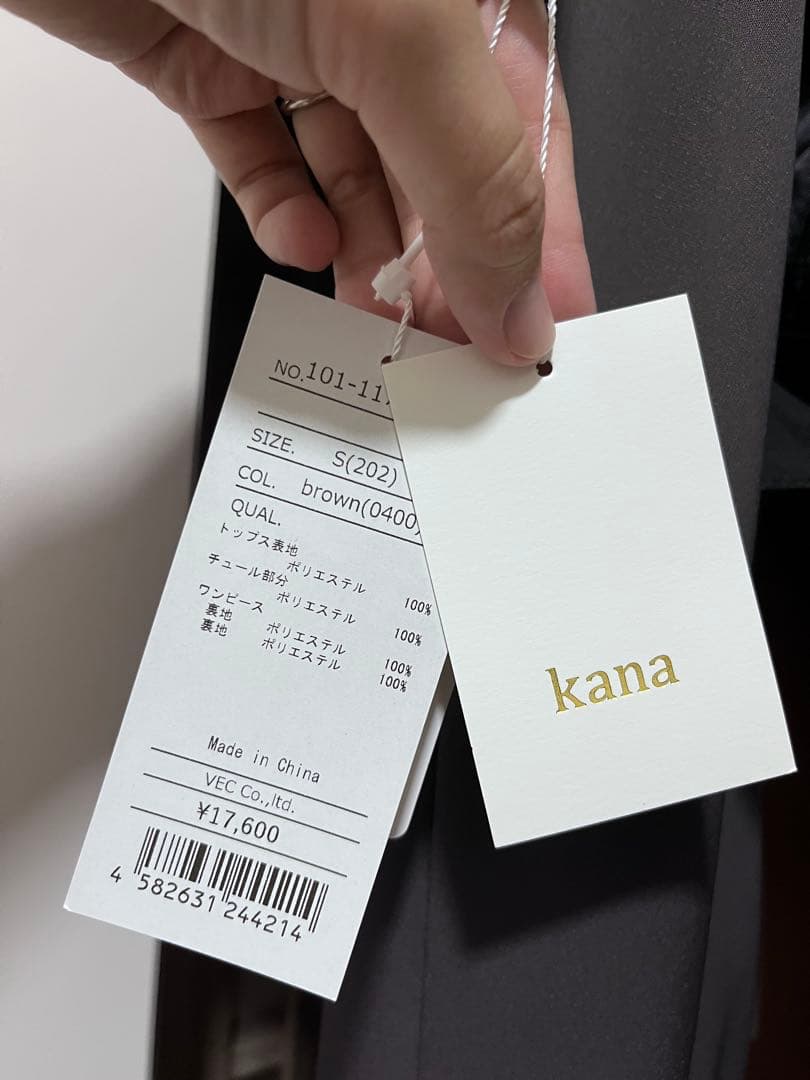 NO. 101-11
SIZE. S(202)
COL. brown(0400)
QUAL.
トップス表地
ポリエステル 100%
チュール部分
ポリエステル 100%
ワンピース
裏地 ポリエステル 100%
裏地 ポリエステル 100%
Made in China
VEC Co.,ltd.
¥17,600
4 582631 244214
kana